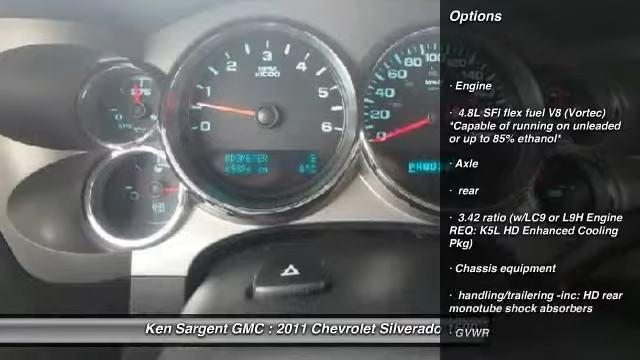 Options
· Engine
· 4.8L SFI flex fuel V8 (Vortec)
*Capable of running on unleaded
or up to 85% ethanol*
· Axle
· rear
· 3.42 ratio (w/LC9 or L9H Engine
REQ: K5L HD Enhanced Cooling
Pkg)
· Chassis equipment
· handling/trailering -inc: HD rear
monotube shock absorbers
· GVWR
0 1 2 3 4 5 6
RPM
x1000
ODOMETER
0 20 40 60 80 100 120 140
Ken Sargent GMC : 2011 Chevrolet Silverado